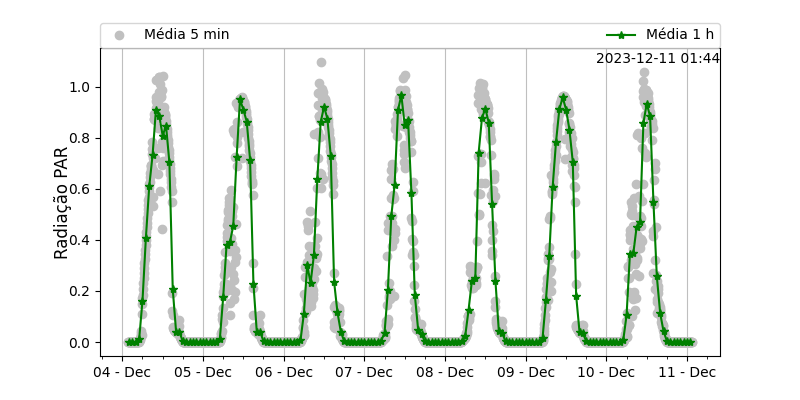 Média 5 min
Média 1 h
2023-12-11 01:44
Radiação PAR
1.0
0.8
0.6
0.4
0.2
0.0
04 - Dec
05 - Dec
06 - Dec
07 - Dec
08 - Dec
09 - Dec
10 - Dec
11 - Dec